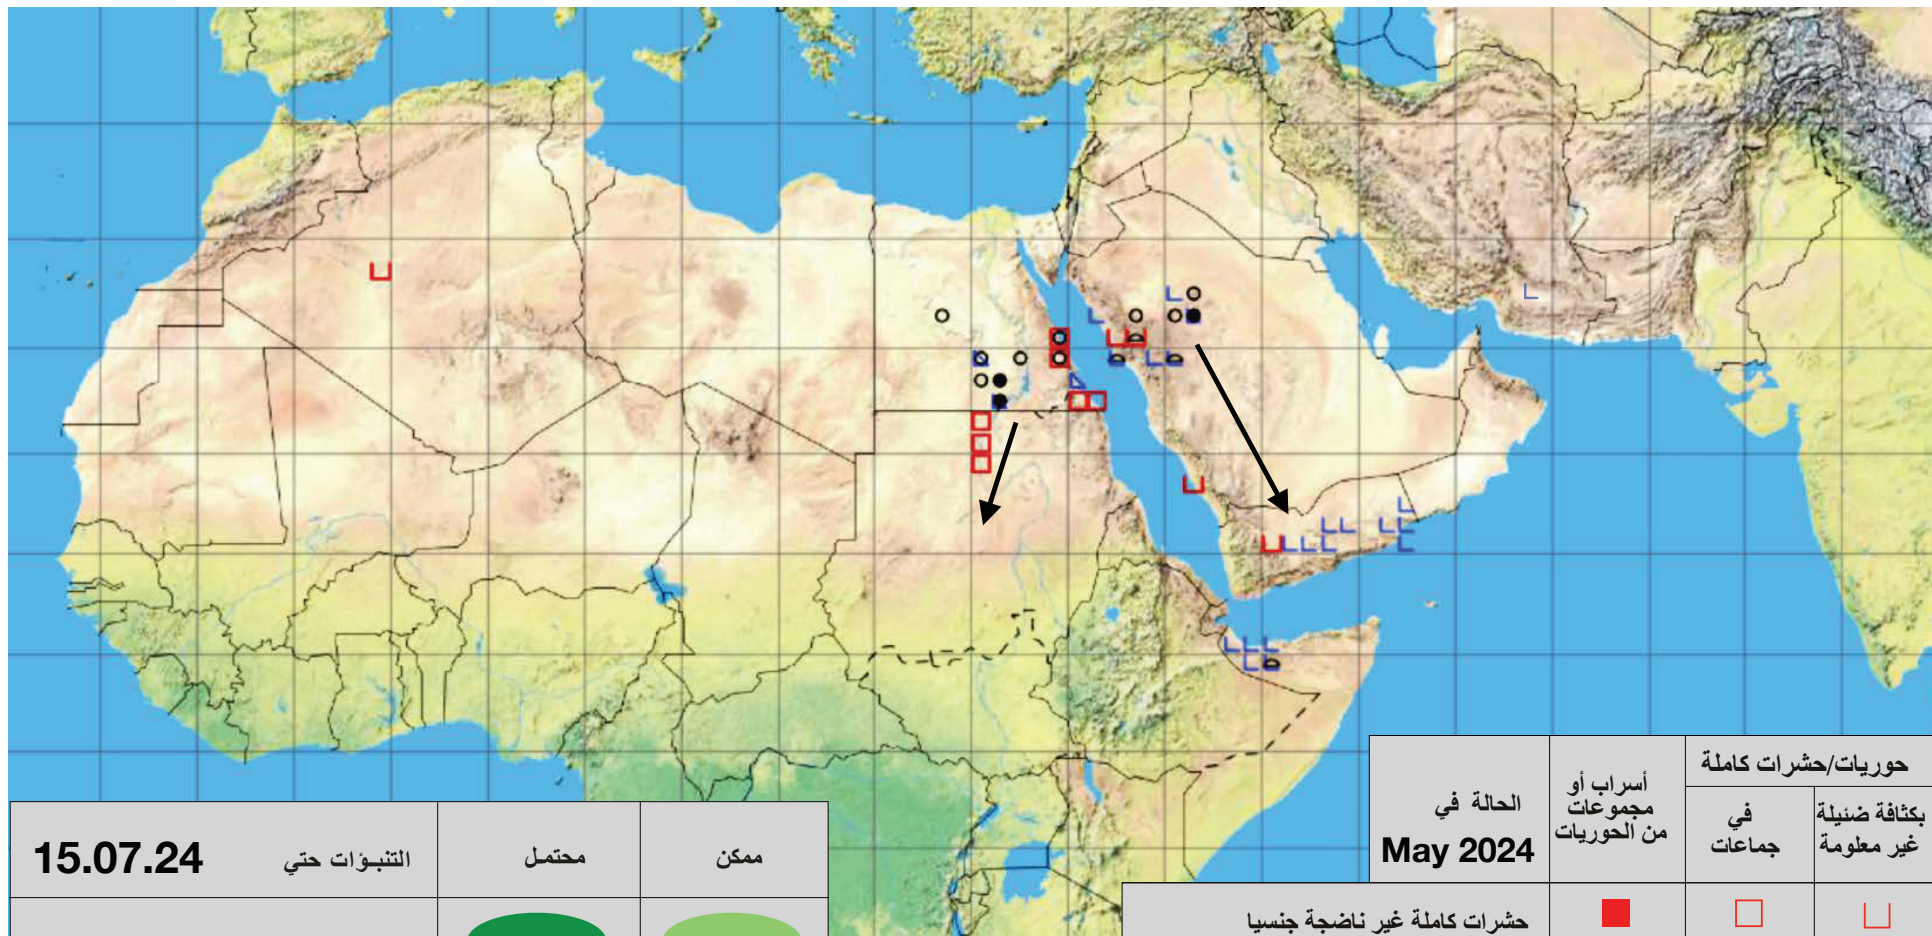 حوريات/حشرات كاملة
بكثافة ضئيلة
غير معلومة
في
جماعات
أسراب أو
مجموعات
من الحوريات
الحالة في
May 2024
حشرات كاملة غير ناضجة جنسيا
ممكن
محتمل
التنبؤات حتي
15.07.24